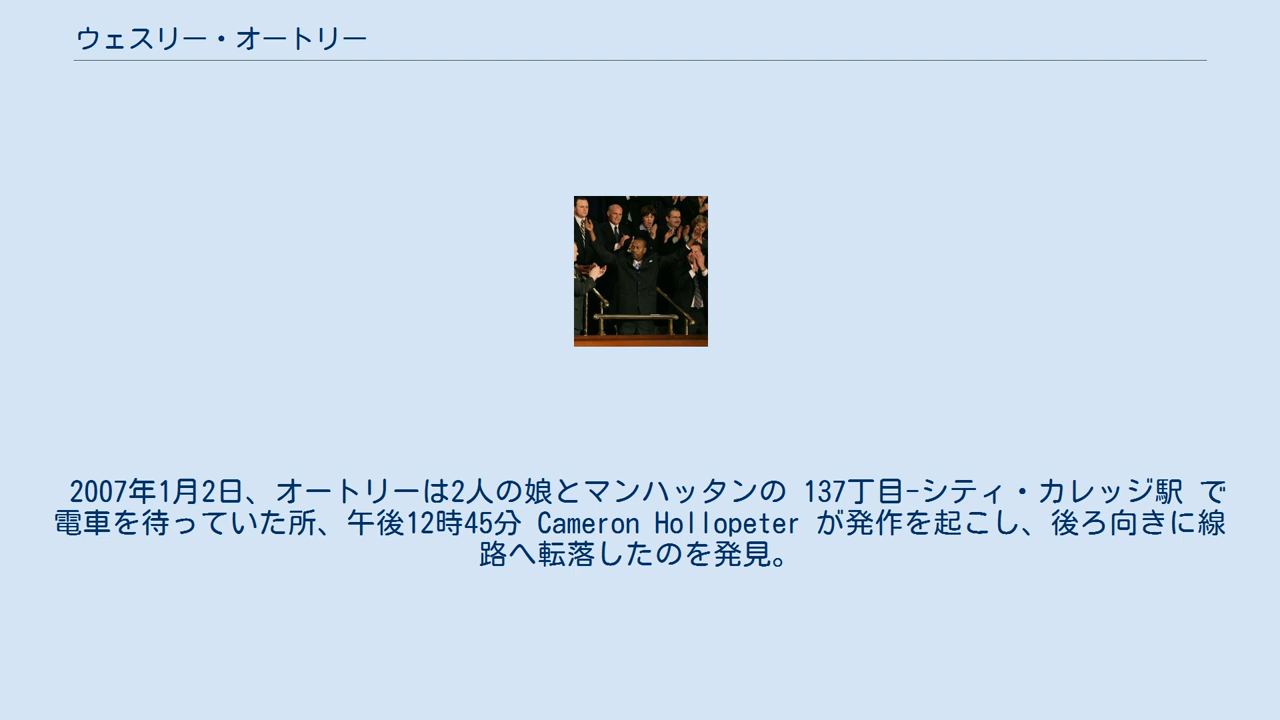 ウェスリー・オートリー
2007年1月2日、オートリーは2人の娘とマンハッタンの 137丁目-シティ・カレッジ駅 で
電車を待っていた所、午後12時45分 Cameron Hollopeter が発作を起こし、後ろ向きに線
路へ転落したのを発見。